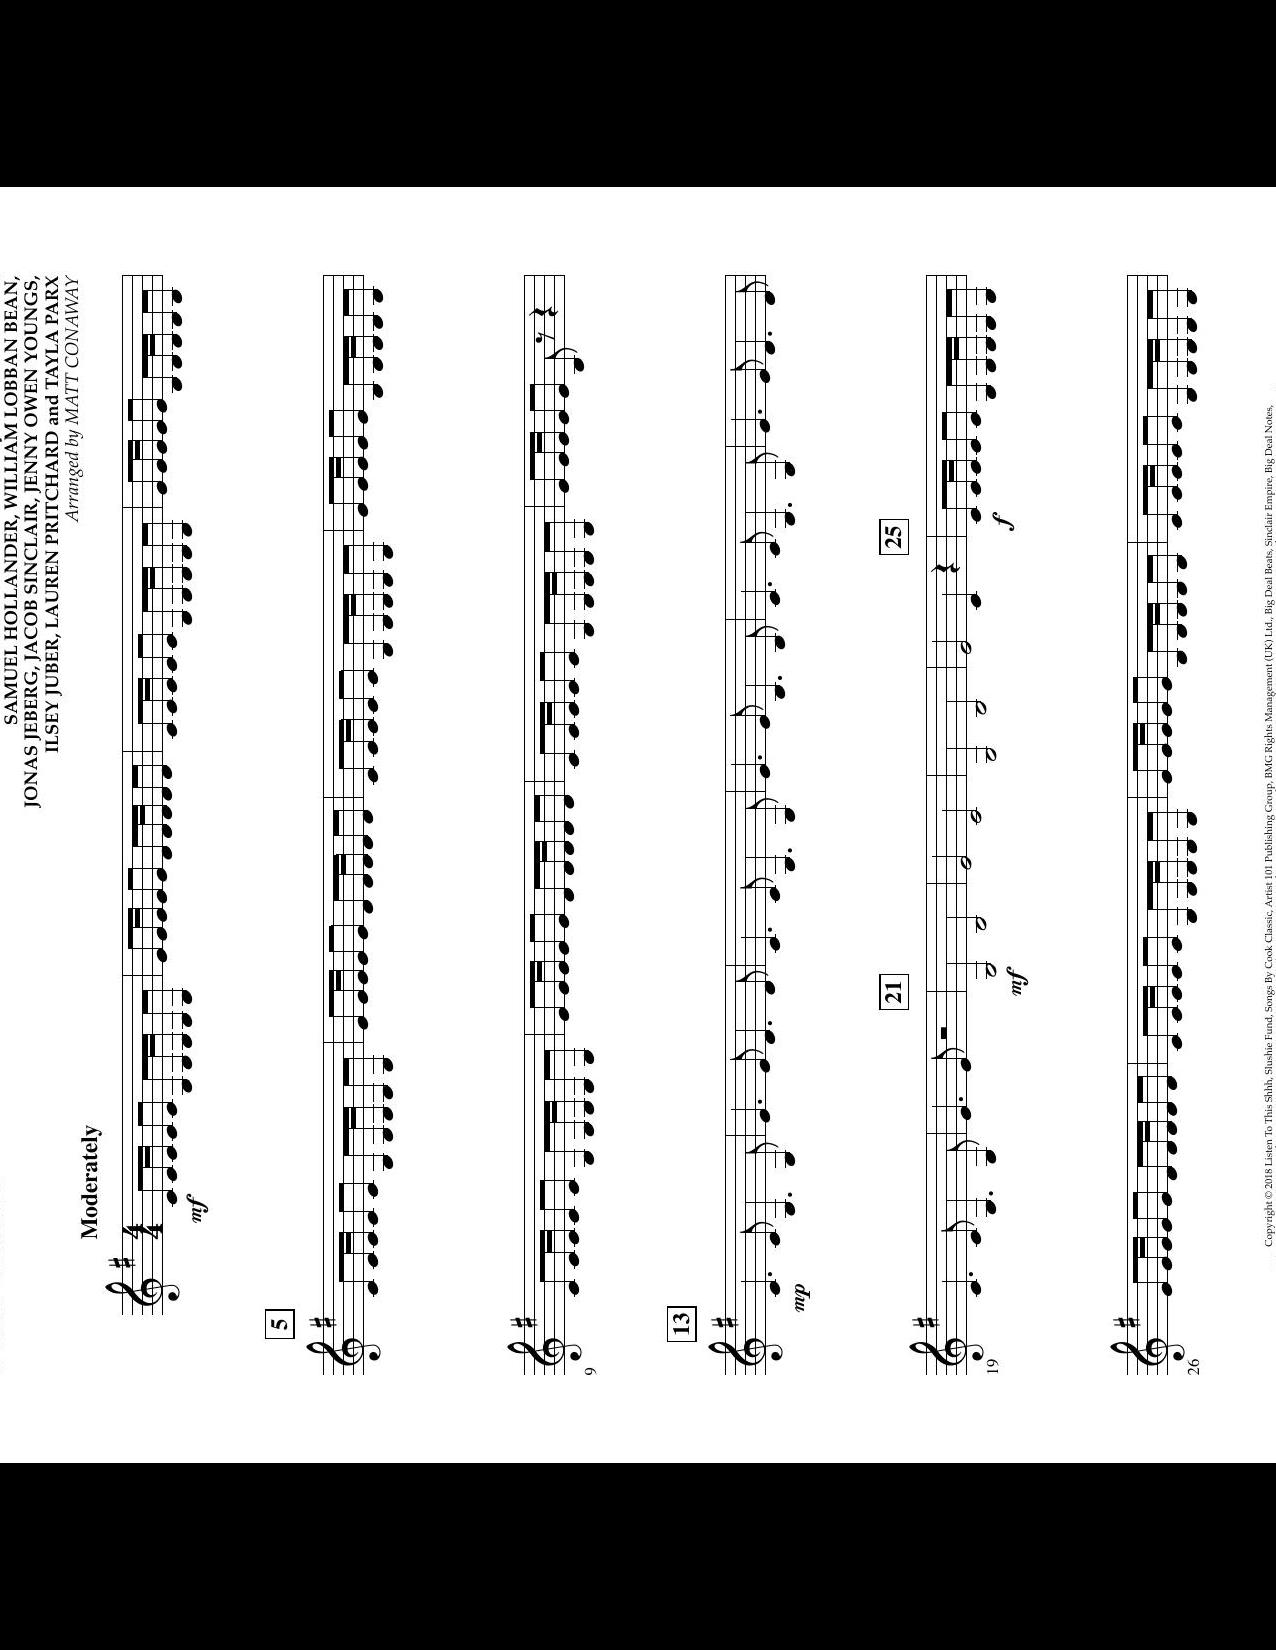 SAMUEL HOLLANDER, WILLIAM LOBBAN BEAN,
JONAS JEBERG, JACOB SINCLAIR, JENNY OWEN YOUNGS,
ILSEY JUBER, LAUREN PRITCHARD and TAYLA PARX
Arranged by MATT CONAWAY
Moderately
4
4
mf
5
9
13
mp
21
25
19
mf
f
26
Copyright © 2018 Listen To This Shhh, Slushie Fund, Songs By Cook Classic, Artist 101 Publishing Group, BMG Rights Management (UK) Ltd., Big Deal Beats, Sinclair Empire, Big Deal Notes,